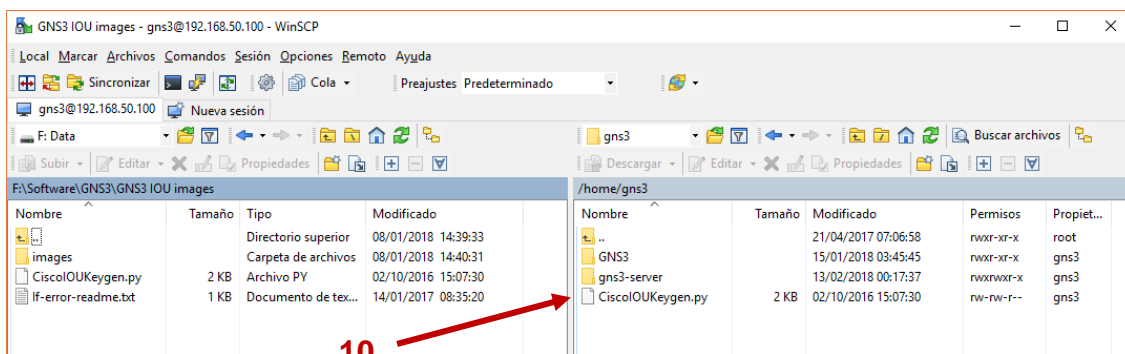 GNS3 IOU images - gns3@192.168.50.100 - WinSCP
Local Marcar Archivos Comandos Sesión Opciones Remoto Ayuda
Sincronizar Cola Preajustes Predeterminado
gns3@192.168.50.100 Nueva sesión
F: Data gns3 Buscar archivos
Subir Editar Propiedades Descargar Editar Propiedades
F:\Software\GNS3\GNS3 IOU images /home/gns3
Nombre Tamaño Tipo Modificado Nombre Tamaño Modificado Permisos Propiet...
.. Directorio superior 08/01/2018 14:39:33 .. 21/04/2017 07:06:58 rwxr-xr-x root
images Carpeta de archivos 08/01/2018 14:40:31 GNS3 15/01/2018 03:45:45 rwxr-xr-x gns3
CiscoIOUKeygen.py 2 KB Archivo PY 02/10/2016 15:07:30 gns3-server 13/02/2018 00:17:37 rwxrwxr-x gns3
If-error-readme.txt 1 KB Documento de tex... 14/01/2017 08:35:20 CiscoIOUKeygen.py 2 KB 02/10/2016 15:07:30 rw-rw-r-- gns3
10